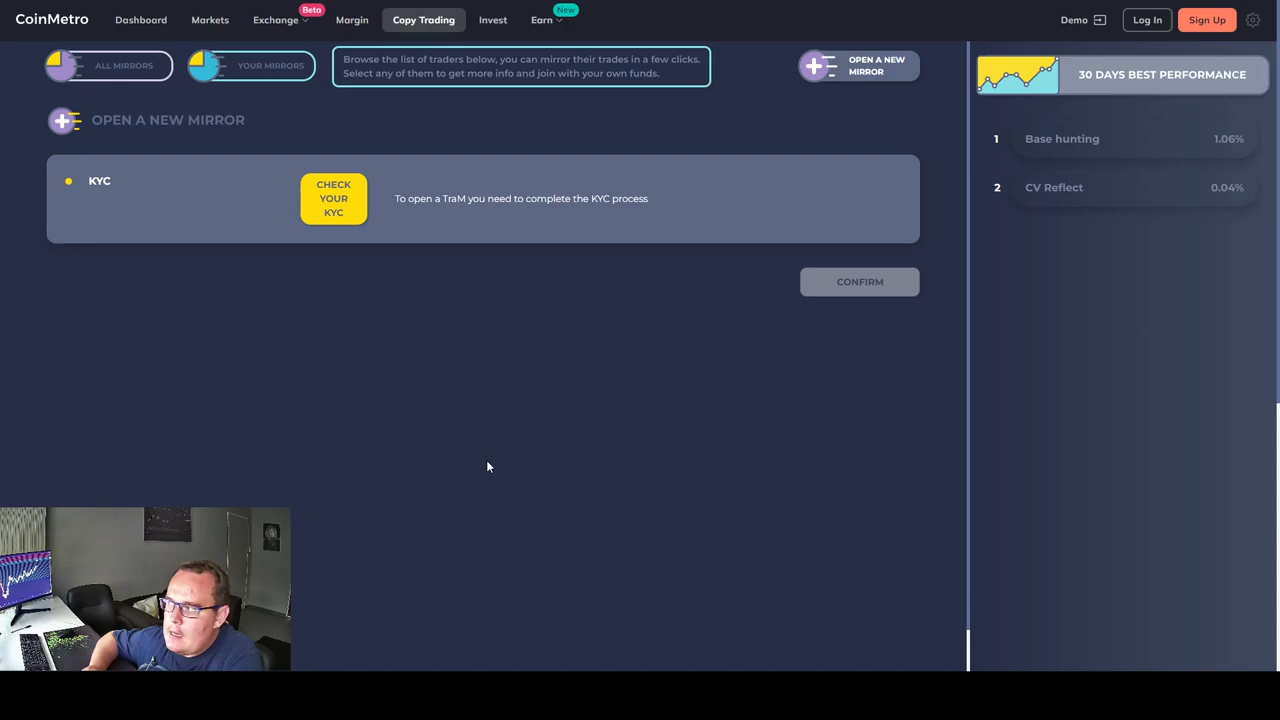 CoinMetro
Dashboard
Markets
Exchange
Beta
Margin
Copy Trading
Invest
Earn
New
Demo
Log In
Sign Up
ALL MIRRORS
YOUR MIRRORS
Browse the list of traders below, you can mirror their trades in a few clicks.
Select any of them to get more info and join with your own funds.
OPEN A NEW
MIRROR
30 DAYS BEST PERFORMANCE
OPEN A NEW MIRROR
1 Base hunting 1.06%
2 CV Reflect 0.04%
KYC
CHECK
YOUR
KYC
To open a TraM you need to complete the KYC process
CONFIRM